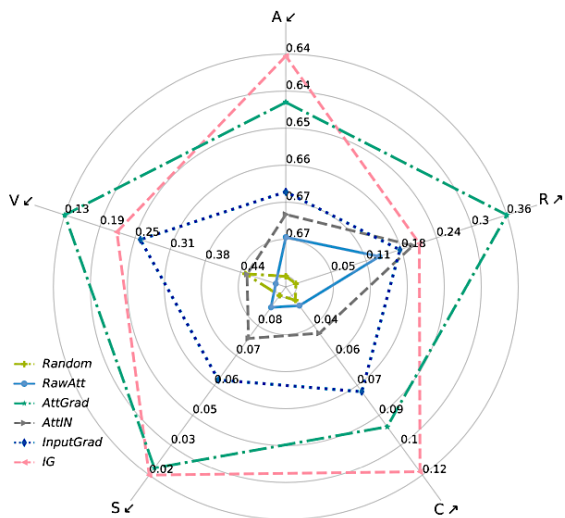 A ↙
0.64
0.64
0.65
0.66
0.67
0.67
R ↗
0.36
0.3
0.24
0.18
0.11
0.05
V ↙
0.13
0.19
0.25
0.31
0.38
0.44
S ↙
0.02
0.03
0.05
0.06
0.07
0.08
C ↗
0.12
0.1
0.09
0.07
0.06
0.04
Random
RawAtt
AttGrad
AttIN
InputGrad
IG